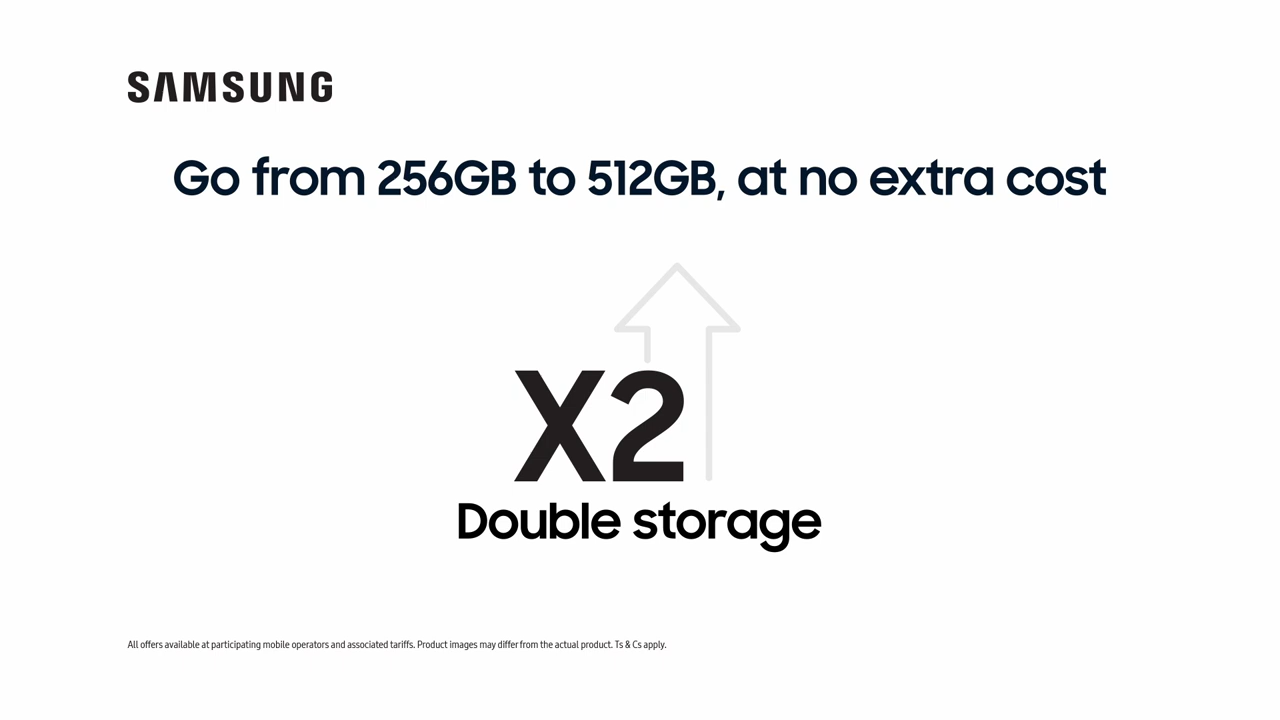 SAMSUNG
Go from 256GB to 512GB, at no extra cost
X2
Double storage
All offers available at participating mobile operators and associated tariffs. Product images may differ from the actual product. Ts & Cs apply.